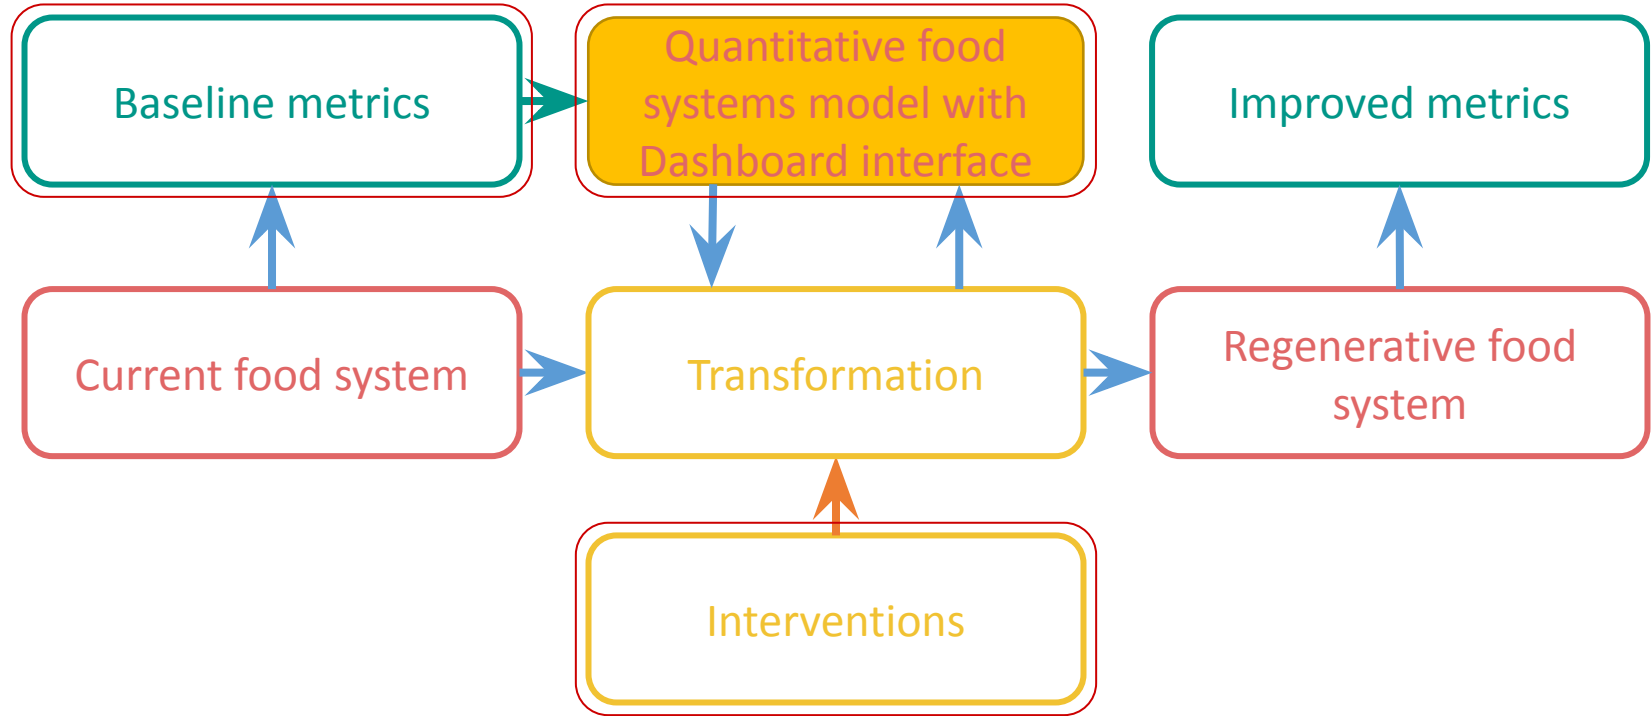 Baseline metrics
Quantitative food
systems model with
Dashboard interface
Improved metrics
Current food system
Transformation
Regenerative food
system
Interventions